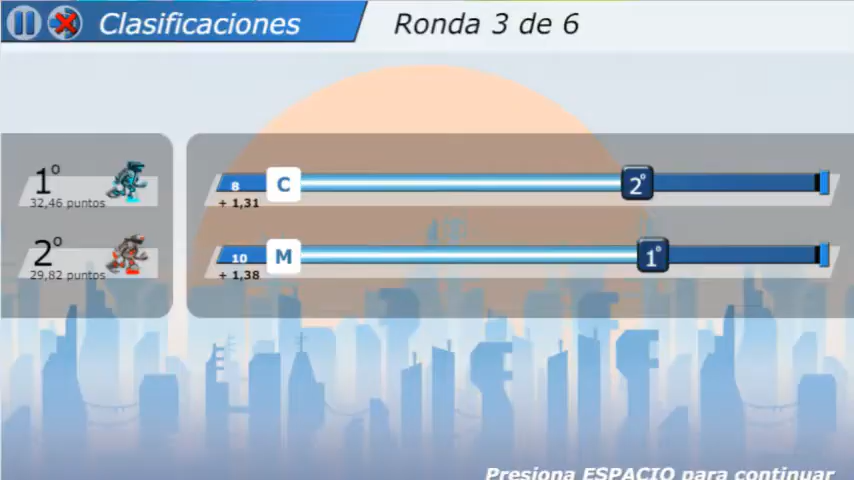 Clasificaciones
Ronda 3 de 6
1º
32,46 puntos
8
C
2º
+ 1,31
2º
29,82 puntos
10
M
1º
+ 1,38
Presiona ESPACIO para continuar